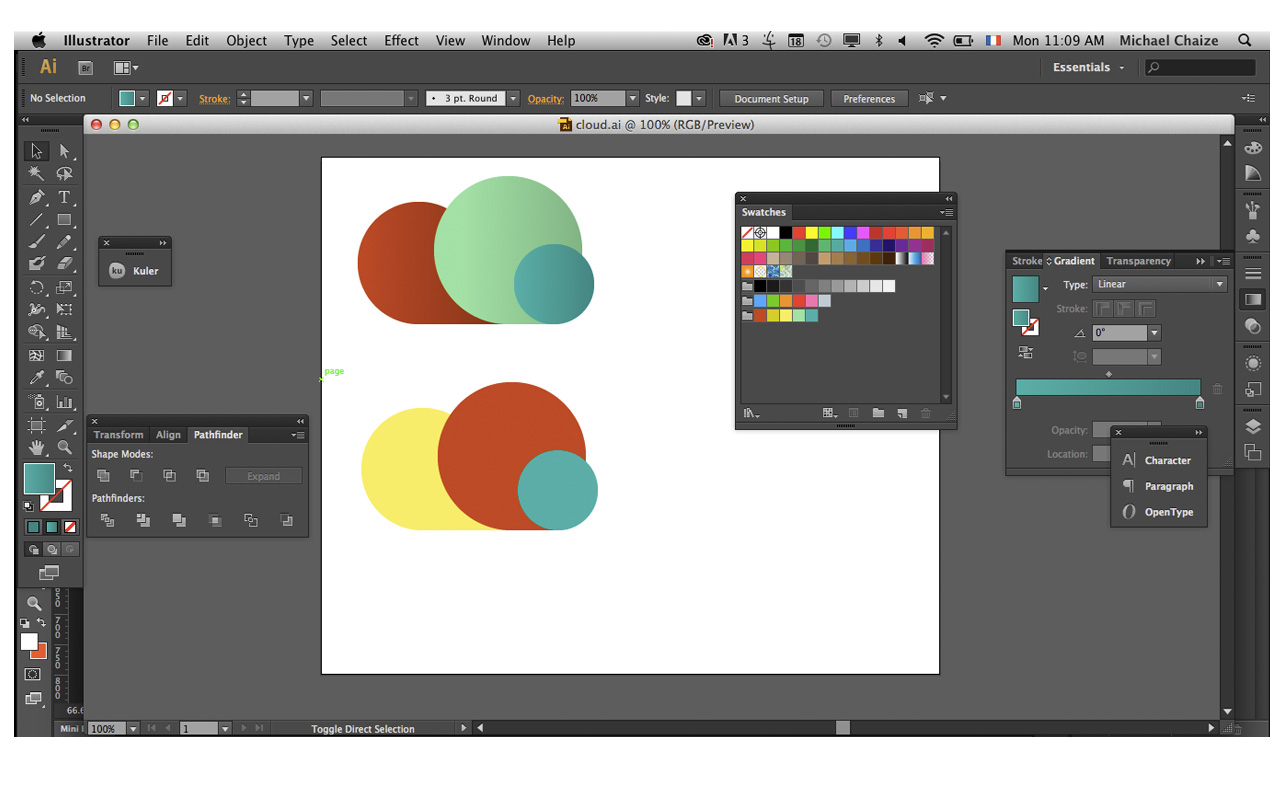 Illustrator File Edit Object Type Select Effect View Window Help 3 18 Mon 11:09 AM Michael Chaize
Ai Br Essentials
No Selection Stroke: 3 pt. Round Opacity: 100% Style: Document Setup Preferences
Ai cloud.ai @ 100% (RGB/Preview)
Swatches
ku Kuler
Stroke Gradient Transparency
Type: Linear
Stroke:
0°
page
Transform Align Pathfinder
Shape Modes:
Expand
Pathfinders:
Opacity:
Location:
Character
Paragraph
OpenType
650
700
750
800
66.6
Mini 100% 1 Toggle Direct Selection